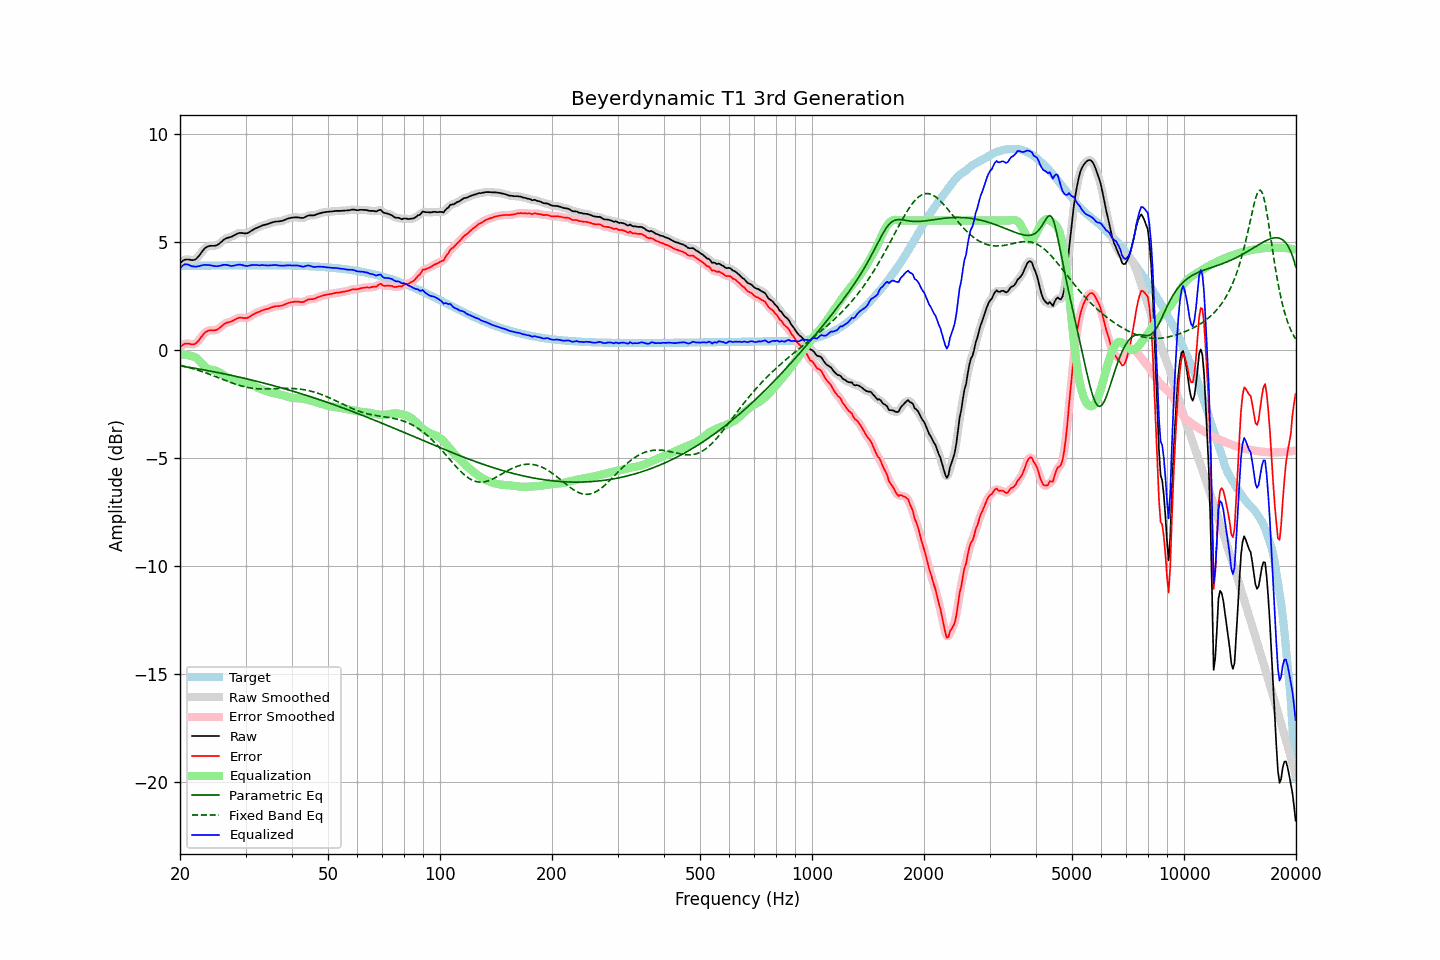 Beyerdynamic T1 3rd Generation
10
5
0
−5
−10
−15
−20
Amplitude (dBr)
Target
Raw Smoothed
Error Smoothed
Raw
Error
Equalization
Parametric Eq
Fixed Band Eq
Equalized
20 50 100 200 500 1000 2000 5000 10000 20000
Frequency (Hz)